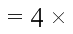 = 4 ×